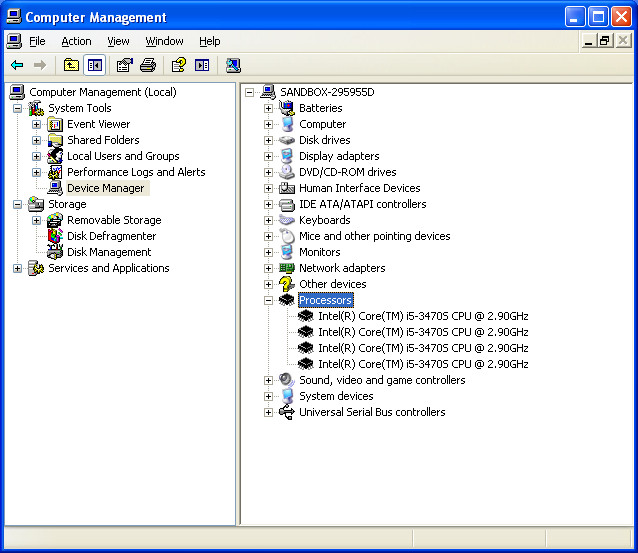 Computer Management
File Action View Window Help
Computer Management (Local)
System Tools
Event Viewer
Shared Folders
Local Users and Groups
Performance Logs and Alerts
Device Manager
Storage
Removable Storage
Disk Defragmenter
Disk Management
Services and Applications
SANDBOX-295955D
Batteries
Computer
Disk drives
Display adapters
DVD/CD-ROM drives
Human Interface Devices
IDE ATA/ATAPI controllers
Keyboards
Mice and other pointing devices
Monitors
Network adapters
Other devices
Processors
Intel(R) Core(TM) i5-3470S CPU @ 2.90GHz
Intel(R) Core(TM) i5-3470S CPU @ 2.90GHz
Intel(R) Core(TM) i5-3470S CPU @ 2.90GHz
Intel(R) Core(TM) i5-3470S CPU @ 2.90GHz
Sound, video and game controllers
System devices
Universal Serial Bus controllers